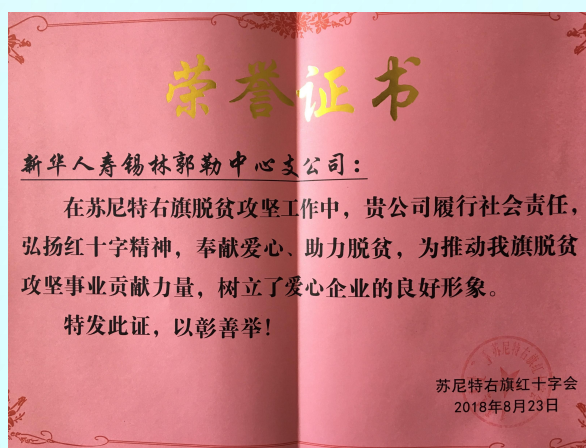 荣誉证书
新华人寿锡林郭勒中心支公司：
在苏尼特右旗脱贫攻坚工作中，贵公司履行社会责任，
弘扬红十字精神，奉献爱心、助力脱贫，为推动我旗脱贫
攻坚事业贡献力量，树立了爱心企业的良好形象。
特发此证，以彰善举！
苏尼特右旗红十字会
2018年8月23日